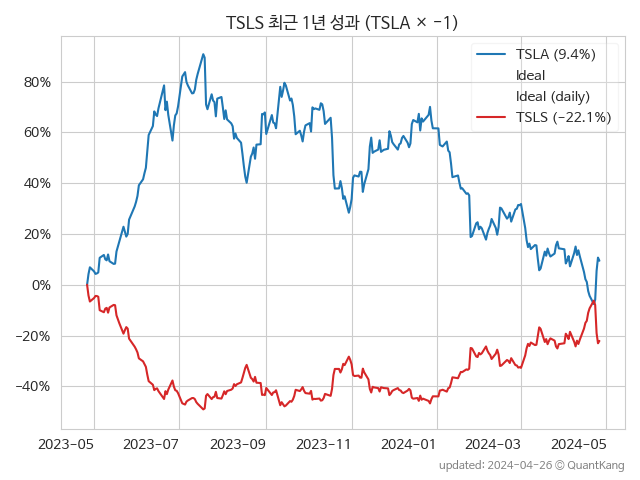 TSLS 최근 1년 성과 (TSLA × −1)
TSLA (9.4%)
Ideal
Ideal (daily)
TSLS (−22.1%)
80%
60%
40%
20%
0%
−20%
−40%
2023-05 2023-07 2023-09 2023-11 2024-01 2024-03 2024-05
updated: 2024-04-26 © QuantKang